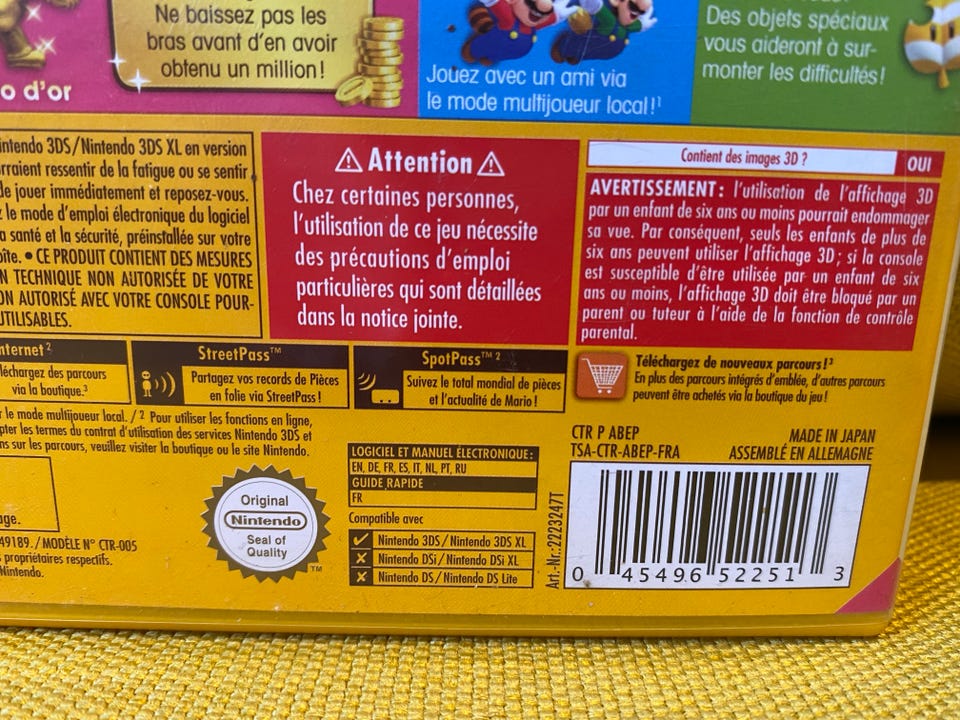 Ne baissez pas les
bras avant d'en avoir
obtenu un million!
o d'or
Jouez avec un ami via
le mode multijoueur local!¹
Des objets spéciaux
vous aideront à sur-
monter les difficultés!
intendo 3DS/Nintendo 3DS XL en version
rraient ressentir de la fatigue ou se sentir
de jouer immédiatement et reposez-vous.
z le mode d'emploi électronique du logiciel
a santé et la sécurité, préinstallée sur votre
oîte. • CE PRODUIT CONTIENT DES MESURES
N TECHNIQUE NON AUTORISÉE DE VOTRE
ON AUTORISÉ AVEC VOTRE CONSOLE POUR-
UTILISABLES.
Attention
Chez certaines personnes,
l'utilisation de ce jeu nécessite
des précautions d'emploi
particulières qui sont détaillées
dans la notice jointe.
Contient des images 3D ? OUI
AVERTISSEMENT : l'utilisation de l'affichage 3D
par un enfant de six ans ou moins pourrait endommager
sa vue. Par conséquent, seuls les enfants de plus de
six ans peuvent utiliser l'affichage 3D ; si la console
est susceptible d'être utilisée par un enfant de six
ans ou moins, l'affichage 3D doit être bloqué par un
parent ou tuteur à l'aide de la fonction de contrôle
parental.
nternet²
léchargez des parcours
via la boutique.³
StreetPass™
Partagez vos records de Pièces
en folie via StreetPass !
SpotPass™ ²
Suivez le total mondial de pièces
et l'actualité de Mario !
Téléchargez de nouveaux parcours!³
En plus des parcours intégrés d'emblée, d'autres parcours
peuvent être achetés via la boutique du jeu !
r le mode multijoueur local. / ² Pour utiliser les fonctions en ligne,
pter les termes du contrat d'utilisation des services Nintendo 3DS et
ns sur les parcours, veuillez visiter la boutique ou le site Nintendo.
age.
49189. / MODÈLE N° CTR-005
propriétaires respectifs.
Nintendo.
Original
Nintendo
Seal of
Quality
TM
LOGICIEL ET MANUEL ÉLECTRONIQUE :
EN, DE, FR, ES, IT, NL, PT, RU
GUIDE RAPIDE
FR
Compatible avec
Nintendo 3DS / Nintendo 3DS XL
Nintendo DSi / Nintendo DSi XL
Nintendo DS / Nintendo DS Lite
Art.-Nr.:2223247T
CTR P ABEP
TSA-CTR-ABEP-FRA
MADE IN JAPAN
ASSEMBLÉ EN ALLEMAGNE
0 45496 52251 3